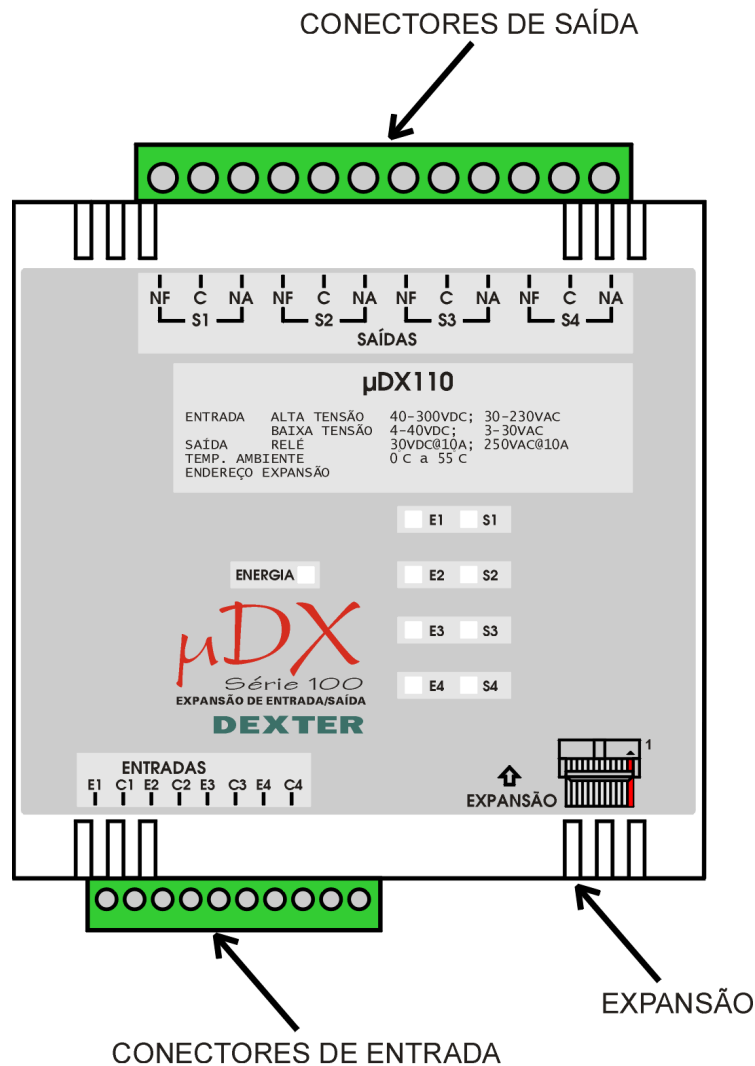 CONECTORES DE SAÍDA
NF C NA NF C NA NF C NA NF C NA
S1 S2 S3 S4
SAÍDAS
µDX110
ENTRADA ALTA TENSÃO 40-300VDC; 30-230VAC
BAIXA TENSÃO 4-40VDC; 3-30VAC
SAÍDA RELÉ 30VDC@10A; 250VAC@10A
TEMP. AMBIENTE 0°C a 55°C
ENDEREÇO EXPANSÃO
E1 S1
ENERGIA E2 S2
E3 S3
E4 S4
µDX
Série 100
EXPANSÃO DE ENTRADA/SAÍDA
DEXTER
ENTRADAS
E1 C1 E2 C2 E3 C3 E4 C4
1
EXPANSÃO
EXPANSÃO
CONECTORES DE ENTRADA